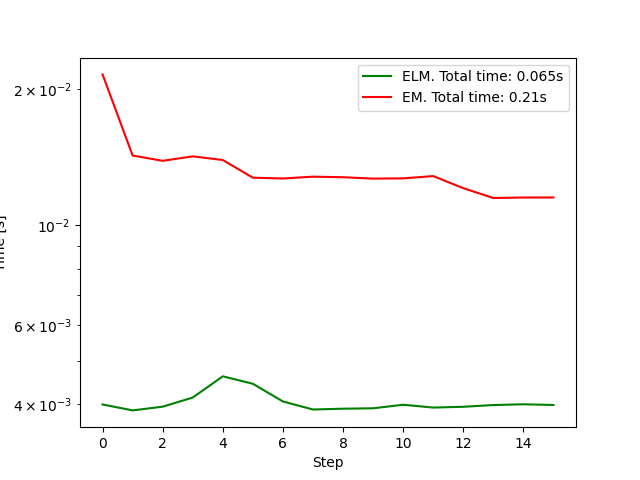 ELM. Total time: 0.065s
EM. Total time: 0.21s
2 × 10⁻²
10⁻²
6 × 10⁻³
4 × 10⁻³
[s]
0 2 4 6 8 10 12 14
Step